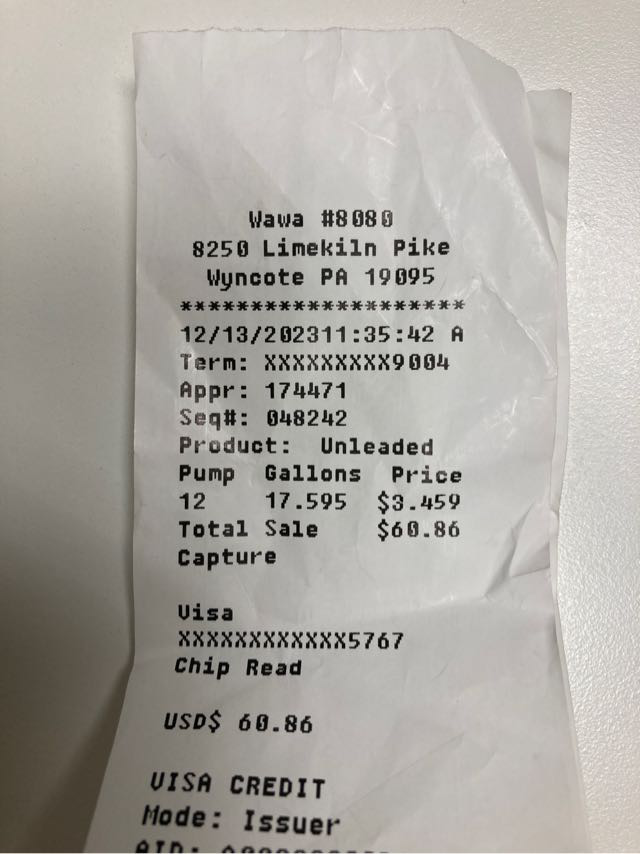 Wawa #8080
8250 Limekiln Pike
Wyncote PA 19095
********************
12/13/202311:35:42 A
Term: XXXXXXXXX9004
Appr: 174471
Seq#: 048242
Product: Unleaded
Pump Gallons Price
12 17.595 $3.459
Total Sale $60.86
Capture
Visa
XXXXXXXXXXXX5767
Chip Read
USD$ 60.86
VISA CREDIT
Mode: Issuer
AID: